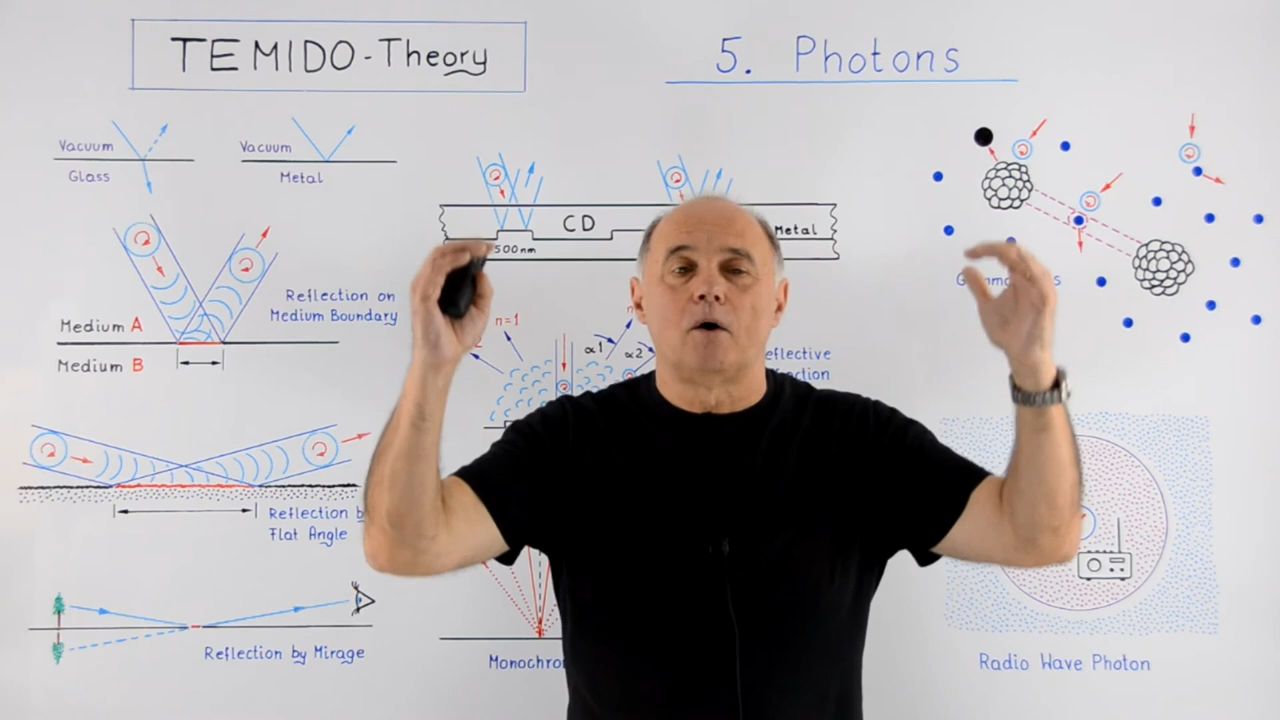 TEMIDO-Theory
5. Photons
Vacuum
Glass
Vacuum
Metal
CD
Metal
500nm
Reflection on
Medium Boundary
Medium A
Medium B
n=1
α1
α2
Reflection
Flat Angle
Reflection by Mirage
Radio Wave Photon